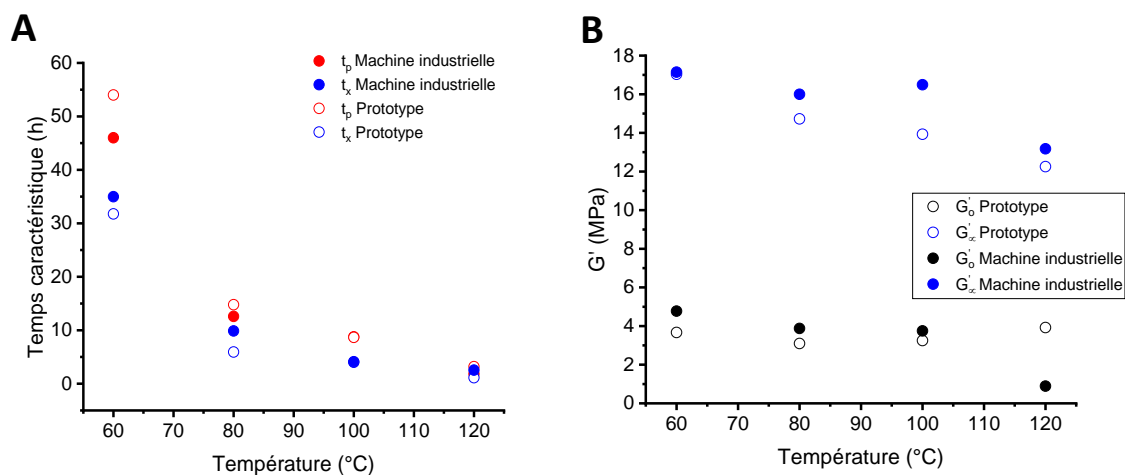 A
Temps caractéristique (h)
60
50
40
30
20
10
0
60 70 80 90 100 110 120
Température (°C)
tp Machine industrielle
tx Machine industrielle
tp Prototype
tx Prototype
B
G' (MPa)
18
16
14
12
10
8
6
4
2
0
60 70 80 90 100 110 120
Température (°C)
G'o Prototype
G'∝ Prototype
G'o Machine industrielle
G'∝ Machine industrielle